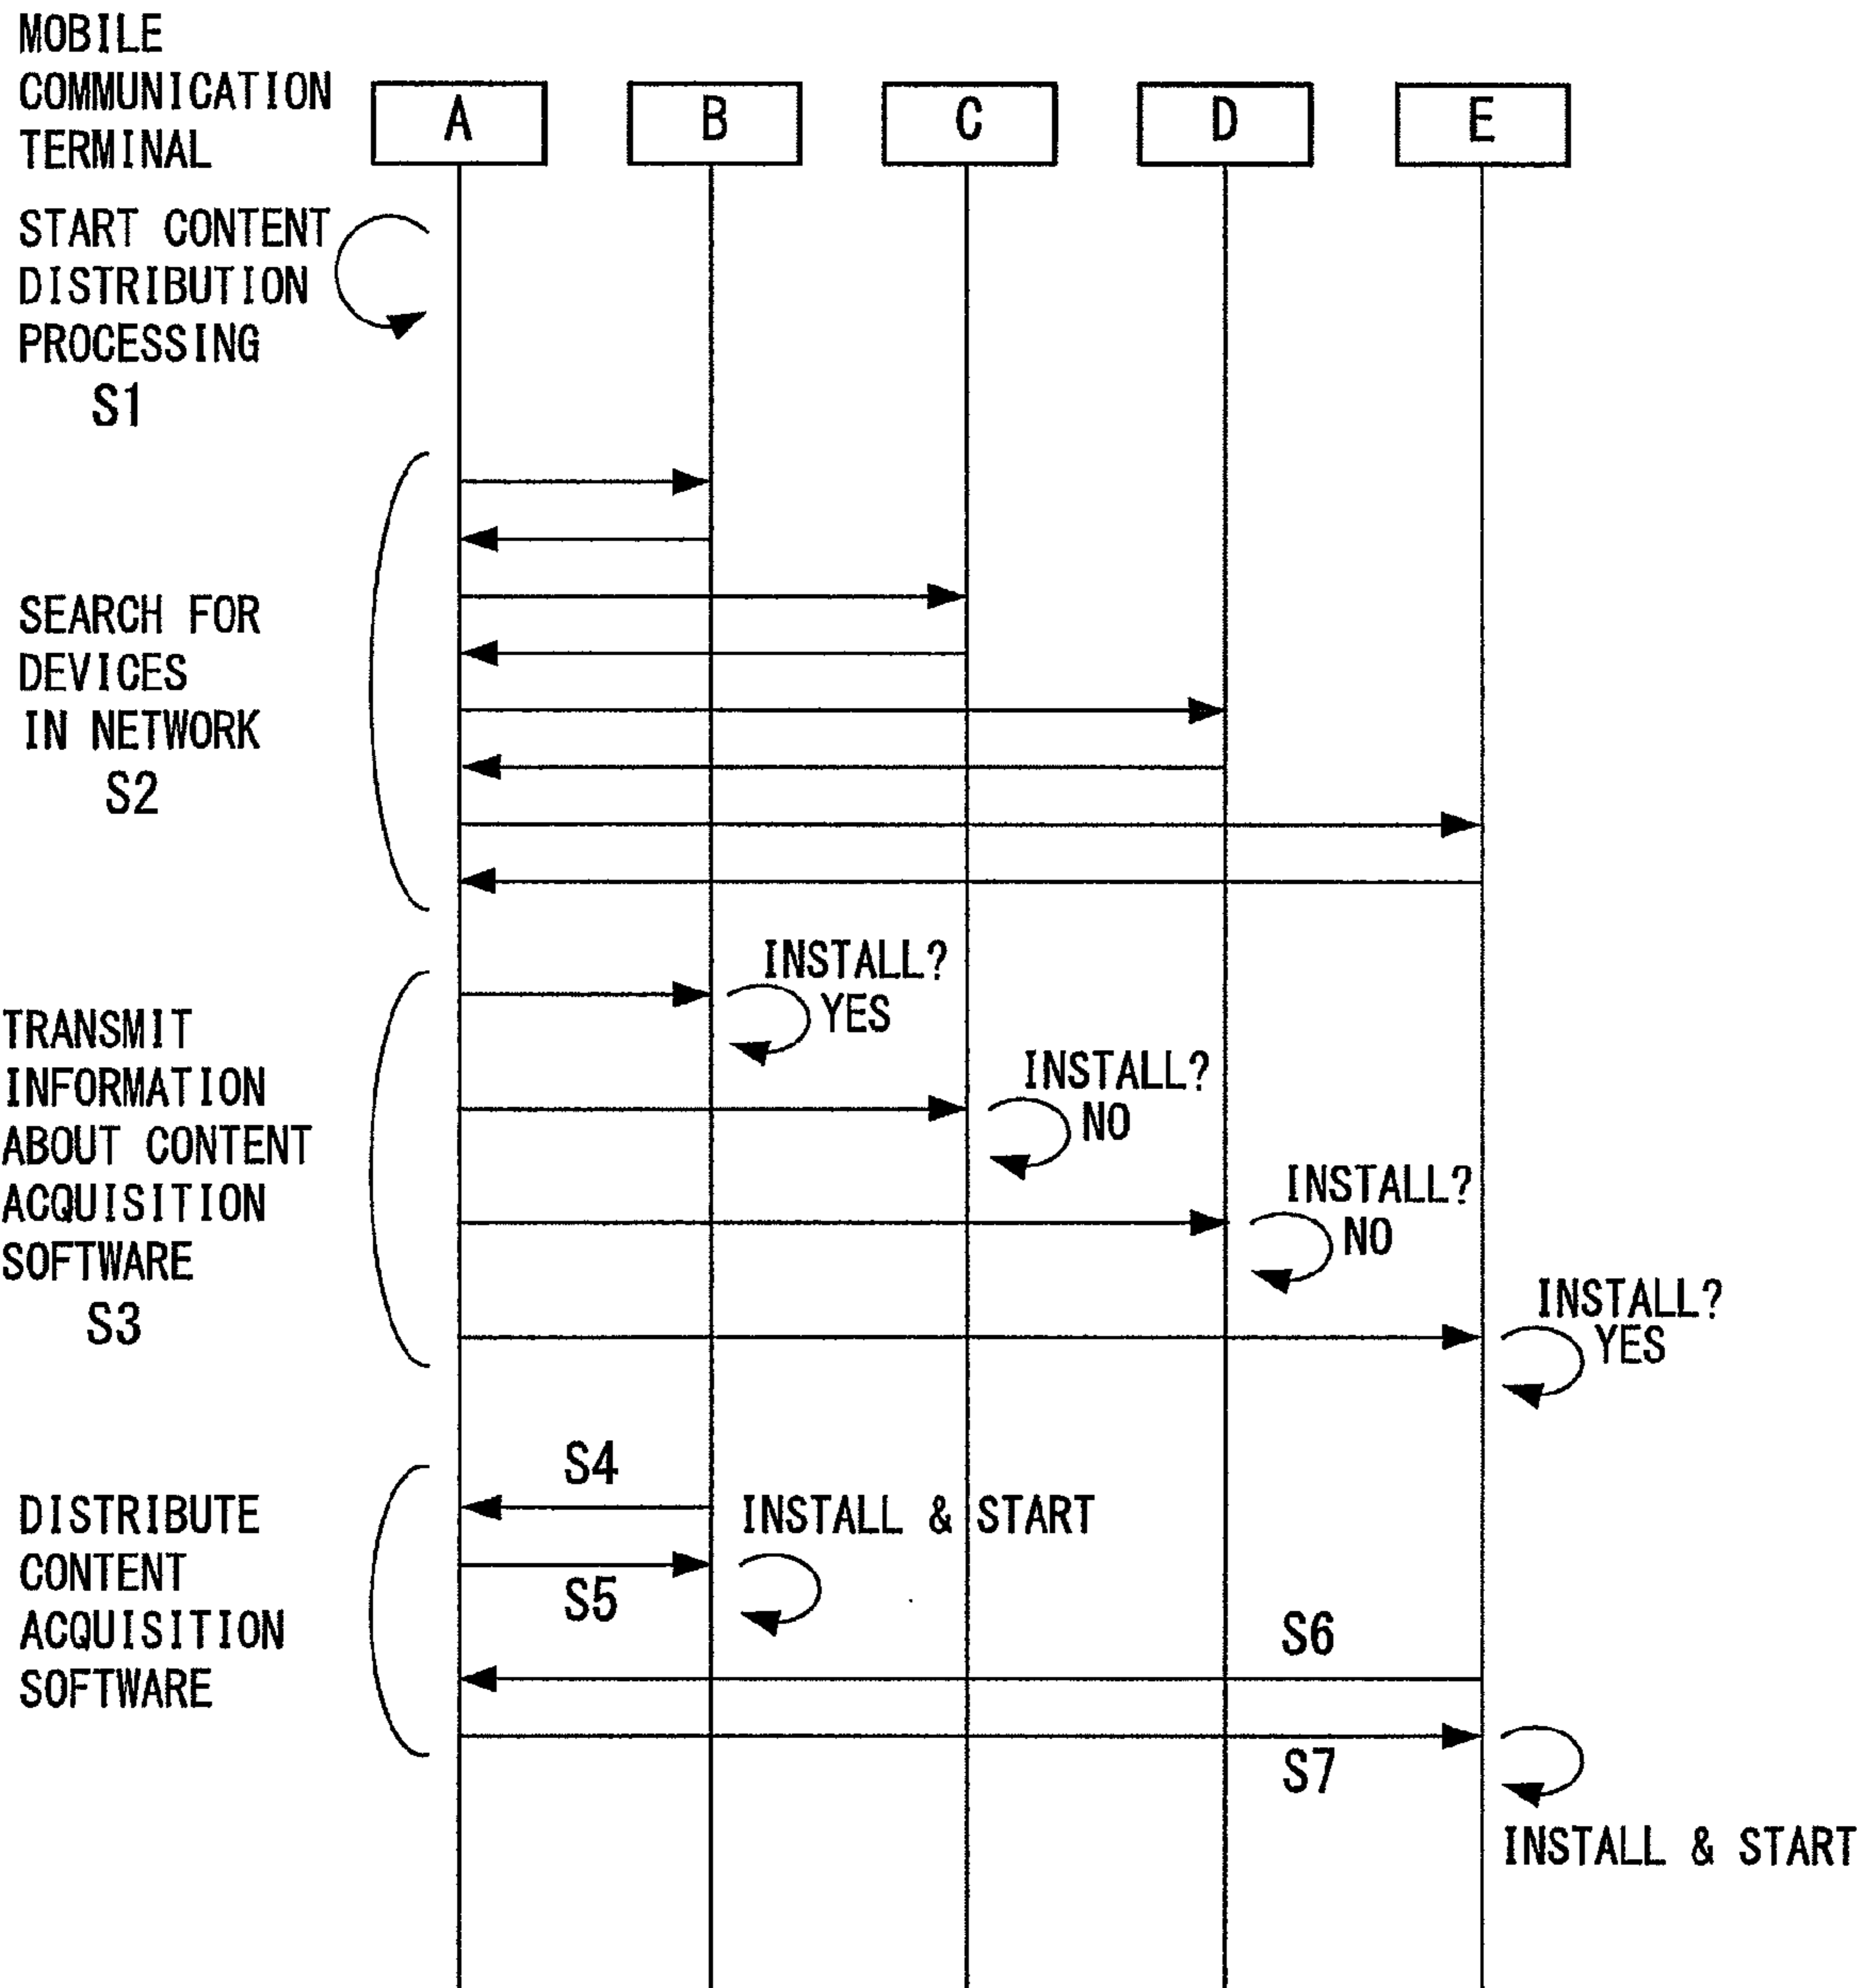 MOBILE
COMMUNICATION
TERMINAL
A
B
C
D
E
START CONTENT
DISTRIBUTION
PROCESSING
S1
SEARCH FOR
DEVICES
IN NETWORK
S2
TRANSMIT
INFORMATION
ABOUT CONTENT
ACQUISITION
SOFTWARE
S3
INSTALL?
YES
INSTALL?
NO
INSTALL?
NO
INSTALL?
YES
DISTRIBUTE
CONTENT
ACQUISITION
SOFTWARE
S4
INSTALL & START
S5
S6
S7
INSTALL & START